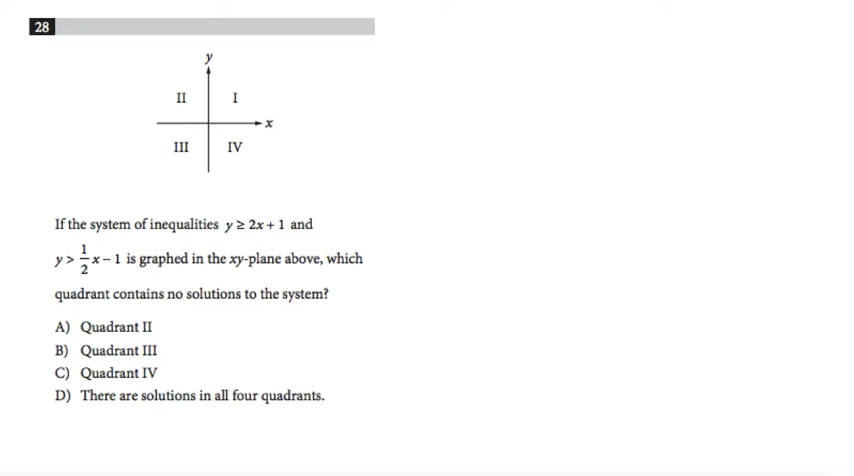 28
y
II I
x
III IV
If the system of inequalities y ≥ 2x + 1 and
y > 1/2 x − 1 is graphed in the xy-plane above, which
quadrant contains no solutions to the system?
A) Quadrant II
B) Quadrant III
C) Quadrant IV
D) There are solutions in all four quadrants.